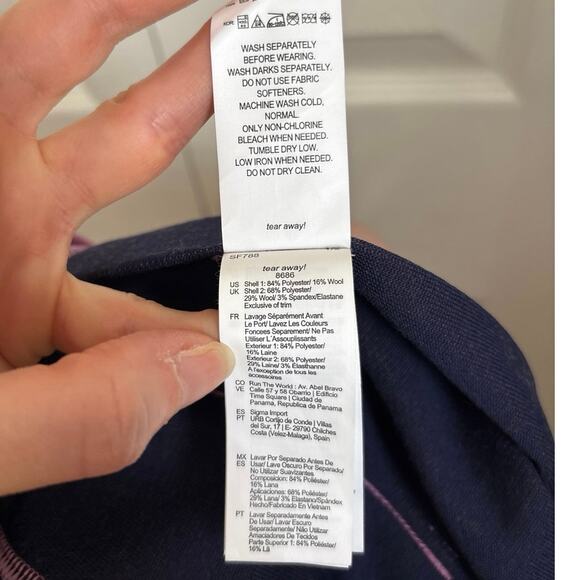 KOR:
WASH SEPARATELY
BEFORE WEARING.
WASH DARKS SEPARATELY.
DO NOT USE FABRIC
SOFTENERS.
MACHINE WASH COLD,
NORMAL.
ONLY NON-CHLORINE
BLEACH WHEN NEEDED.
TUMBLE DRY LOW.
LOW IRON WHEN NEEDED.
DO NOT DRY CLEAN.
tear away!
SF788
tear away!
8686
US Shell 1: 84% Polyester/ 16% Wool
UK Shell 2: 68% Polyester/
29% Wool/ 3% Spandex/Elastane
Exclusive of trim
FR Lavage Séparément Avant
Le Port/ Lavez Les Couleurs
Foncees Separement/ Ne Pas
Utiliser L'Assouplissants
Exterieur 1: 84% Polyester/
16% Laine
Exterieur 2: 68% Polyester/
29% Laine/ 3% Élasthanne
A l'exception de tous les
accessoires
CO Run The World : Av. Abel Bravo
VE Calle 57 y 58 Obarrio | Edificio
Time Square | Ciudad de
Panama, Republica de Panama
ES Sigma Import
PT URB Cortijo de Conde | Villas
del Sur, 17 | E- 29790 Chilches
Costa (Velez-Malaga), Spain
MX Lavar Por Separado Antes De
ES Usar/ Lave Oscuro Por Separado/
No Utilizar Suavizantes
Composicion: 84% Poliéster/
16% Lana
Aplicaciones: 68% Poliéster/
29% Lana/ 3% Elastano/Spándex
Hecho/Fabricado En Vietnam
PT Lavar Separadamente Antes
De Usar/ Lavar Escuro
Separadamente/ Não Utilizar
Amaciadores De Tecidos
Parte Superior 1: 84% Poliéster/
16% Lã